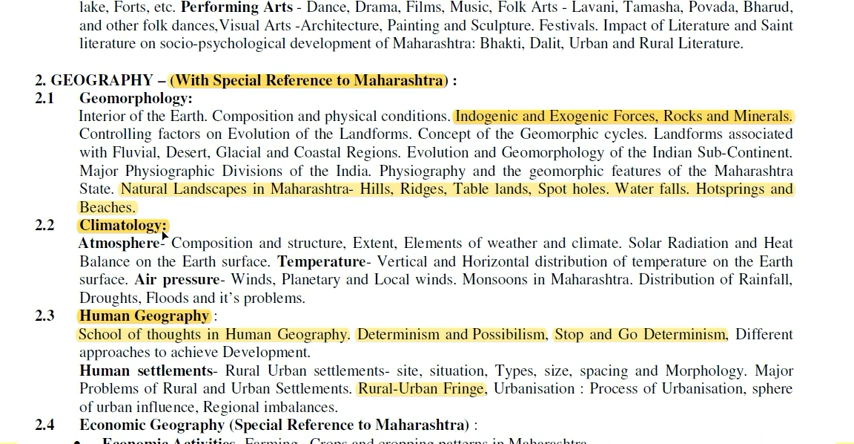 lake, Forts, etc. Performing Arts - Dance, Drama, Films, Music, Folk Arts - Lavani, Tamasha, Povada, Bharud,
and other folk dances,Visual Arts -Architecture, Painting and Sculpture. Festivals. Impact of Literature and Saint
literature on socio-psychological development of Maharashtra: Bhakti, Dalit, Urban and Rural Literature.
2. GEOGRAPHY – (With Special Reference to Maharashtra) :
2.1 Geomorphology:
Interior of the Earth. Composition and physical conditions. Indogenic and Exogenic Forces, Rocks and Minerals.
Controlling factors on Evolution of the Landforms. Concept of the Geomorphic cycles. Landforms associated
with Fluvial, Desert, Glacial and Coastal Regions. Evolution and Geomorphology of the Indian Sub-Continent.
Major Physiographic Divisions of the India. Physiography and the geomorphic features of the Maharashtra
State. Natural Landscapes in Maharashtra- Hills, Ridges, Table lands, Spot holes. Water falls. Hotsprings and
Beaches.
2.2 Climatology:
Atmosphere- Composition and structure, Extent, Elements of weather and climate. Solar Radiation and Heat
Balance on the Earth surface. Temperature- Vertical and Horizontal distribution of temperature on the Earth
surface. Air pressure- Winds, Planetary and Local winds. Monsoons in Maharashtra. Distribution of Rainfall,
Droughts, Floods and it's problems.
2.3 Human Geography :
School of thoughts in Human Geography. Determinism and Possibilism, Stop and Go Determinism, Different
approaches to achieve Development.
Human settlements- Rural Urban settlements- site, situation, Types, size, spacing and Morphology. Major
Problems of Rural and Urban Settlements. Rural-Urban Fringe, Urbanisation : Process of Urbanisation, sphere
of urban influence, Regional imbalances.
2.4 Economic Geography (Special Reference to Maharashtra) :
• Economic Activities- Farming- Crops and cropping patterns in Maharashtra